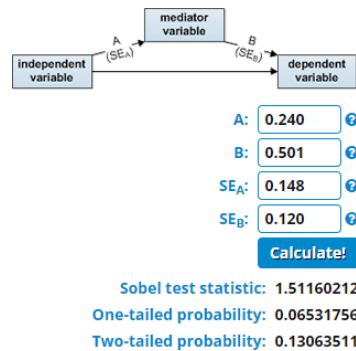 mediator
variable
A
(SEA)
B
(SEB)
independent
variable
dependent
variable
A: 0.240 ?
B: 0.501 ?
SEA: 0.148 ?
SEB: 0.120 ?
Calculate!
Sobel test statistic: 1.51160212
One-tailed probability: 0.06531756
Two-tailed probability: 0.13063511